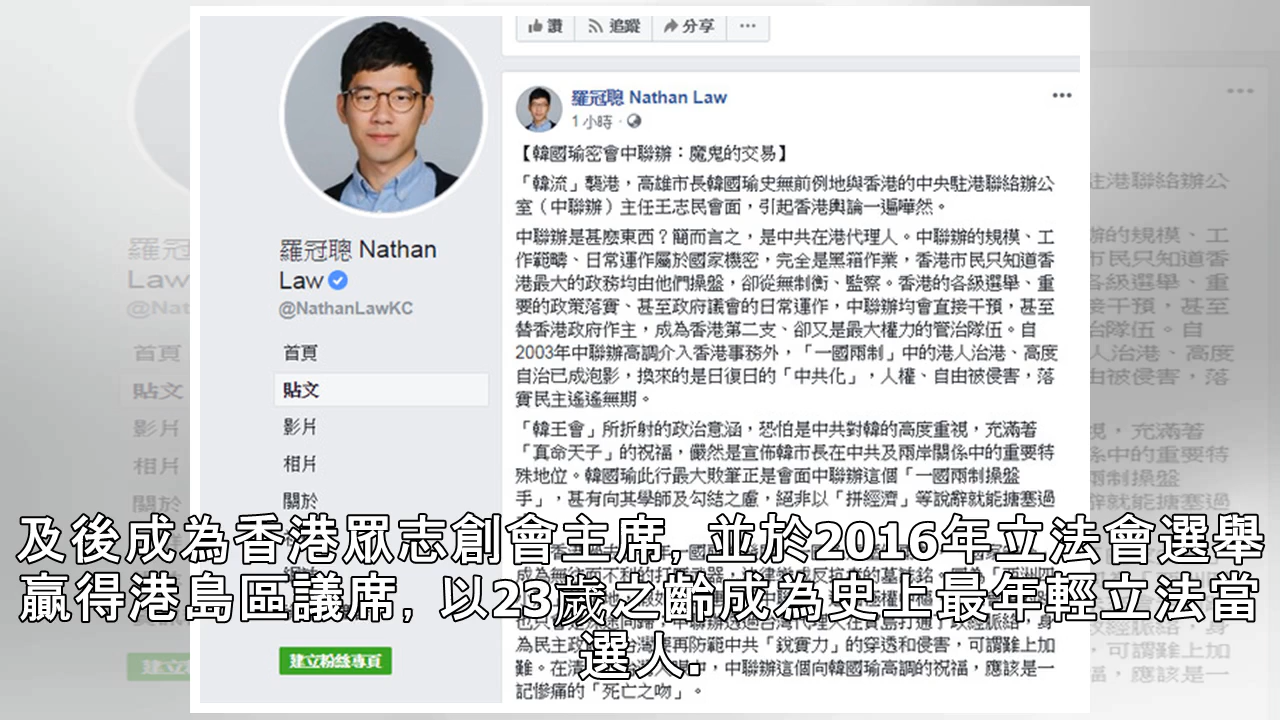 讚
追蹤
分享
羅冠聰 Nathan Law
1 小時
【韓國瑜密會中聯辦：魔鬼的交易】
「韓流」襲港，高雄市長韓國瑜史無前例地與香港的中央駐港聯絡辦公
室（中聯辦）主任王志民會面，引起香港輿論一遍嘩然。
中聯辦是甚麼東西？簡而言之，是中共在港代理人。中聯辦的規模、工
作範疇、日常運作屬於國家機密，完全是黑箱作業，香港市民只知道香
港最大的政務均由他們操盤，卻從無制衡、監察。香港的各級選舉、重
要的政策落實、甚至政府議會的日常運作，中聯辦均會直接干預，甚至
替香港政府作主，成為香港第二支、卻又是最大權力的管治隊伍。自
2003年中聯辦高調介入香港事務外，「一國兩制」中的港人治港、高度
自治已成泡影，換來的是日復日的「中共化」，人權、自由被侵害，落
實民主遙遙無期。
「韓王會」所折射的政治意涵，恐怕是中共對韓的高度重視，充滿著
「真命天子」的祝福，儼然是宣佈韓市長在中共及兩岸關係中的重要特
殊地位。韓國瑜此行最大敗筆正是會面中聯辦這個「一國兩制操盤
手」，甚有向其學師及勾結之慮，絕非以「拼經濟」等說辭就能搪塞過
為民主政
再防範中共「銳實力」的穿透和侵害，可謂難上加
難。在
中，中聯辦這個向韓國瑜高調的祝福，應該是一
記慘痛的「死亡之吻」。
羅冠聰 Nathan
Law
@NathanLawKC
首頁
貼文
影片
相片
關於
建立粉絲專頁
及後成為香港眾志創會主席, 並於2016年立法會選舉
贏得港島區議席, 以23歲之齡成為史上最年輕立法當
選人.